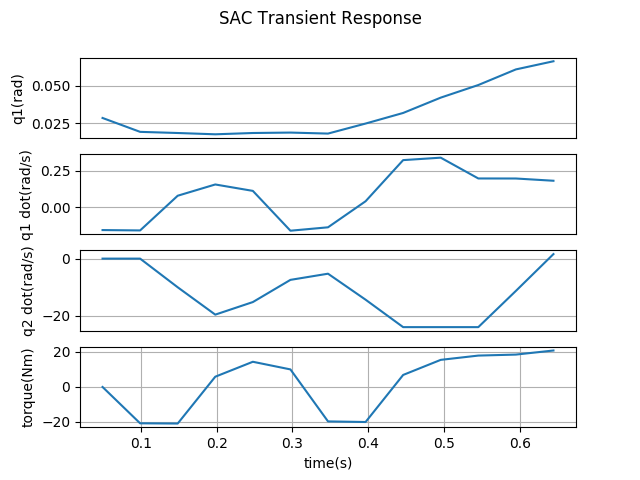 SAC Transient Response
q1(rad)
0.050
0.025
q1 dot(rad/s)
0.25
0.00
q2 dot(rad/s)
0
−20
torque(Nm)
20
0
−20
0.1 0.2 0.3 0.4 0.5 0.6
time(s)